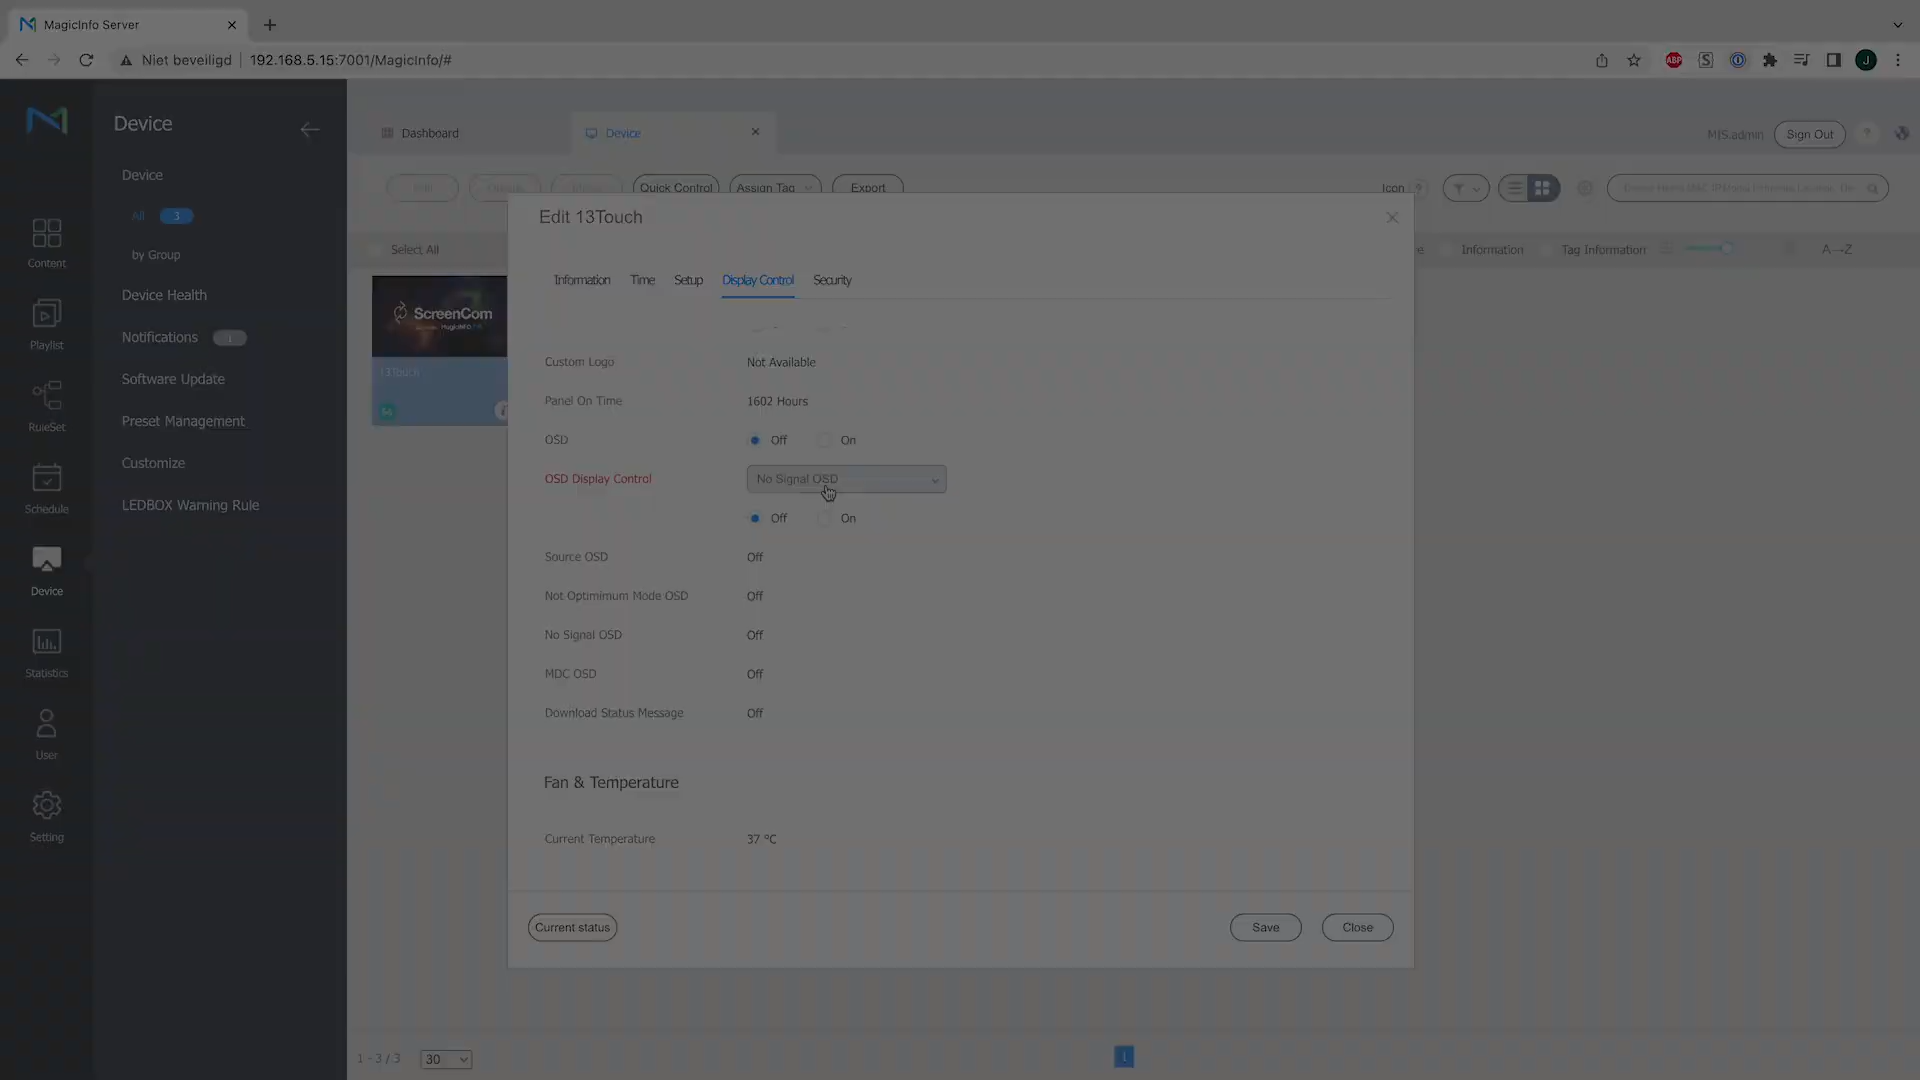 MagicInfo Server
Niet beveiligd
192.168.5.15:7001/MagicInfo/#
ABP
J
Device
Dashboard
Device
MIS.admin
Sign Out
?
Device
All 3
by Group
Device Health
Notifications 1
Software Update
Preset Management
Customize
LEDBOX Warning Rule
Content
Playlist
RuleSet
Schedule
Device
Statistics
User
Setting
Edit
Quick Control
Assign Tag
Export
Icon ?
Select All
Information
Tag Information
A→Z
ScreenCom
13Touch
S6
i
Edit 13Touch
Information Time Setup Display Control Security
Custom Logo Not Available
Panel On Time 1602 Hours
OSD Off On
OSD Display Control No Signal OSD
Off On
Source OSD Off
Not Optimimum Mode OSD Off
No Signal OSD Off
MDC OSD Off
Download Status Message Off
Fan & Temperature
Current Temperature 37 °C
Current status
Save
Close
1 - 3 / 3
30
1